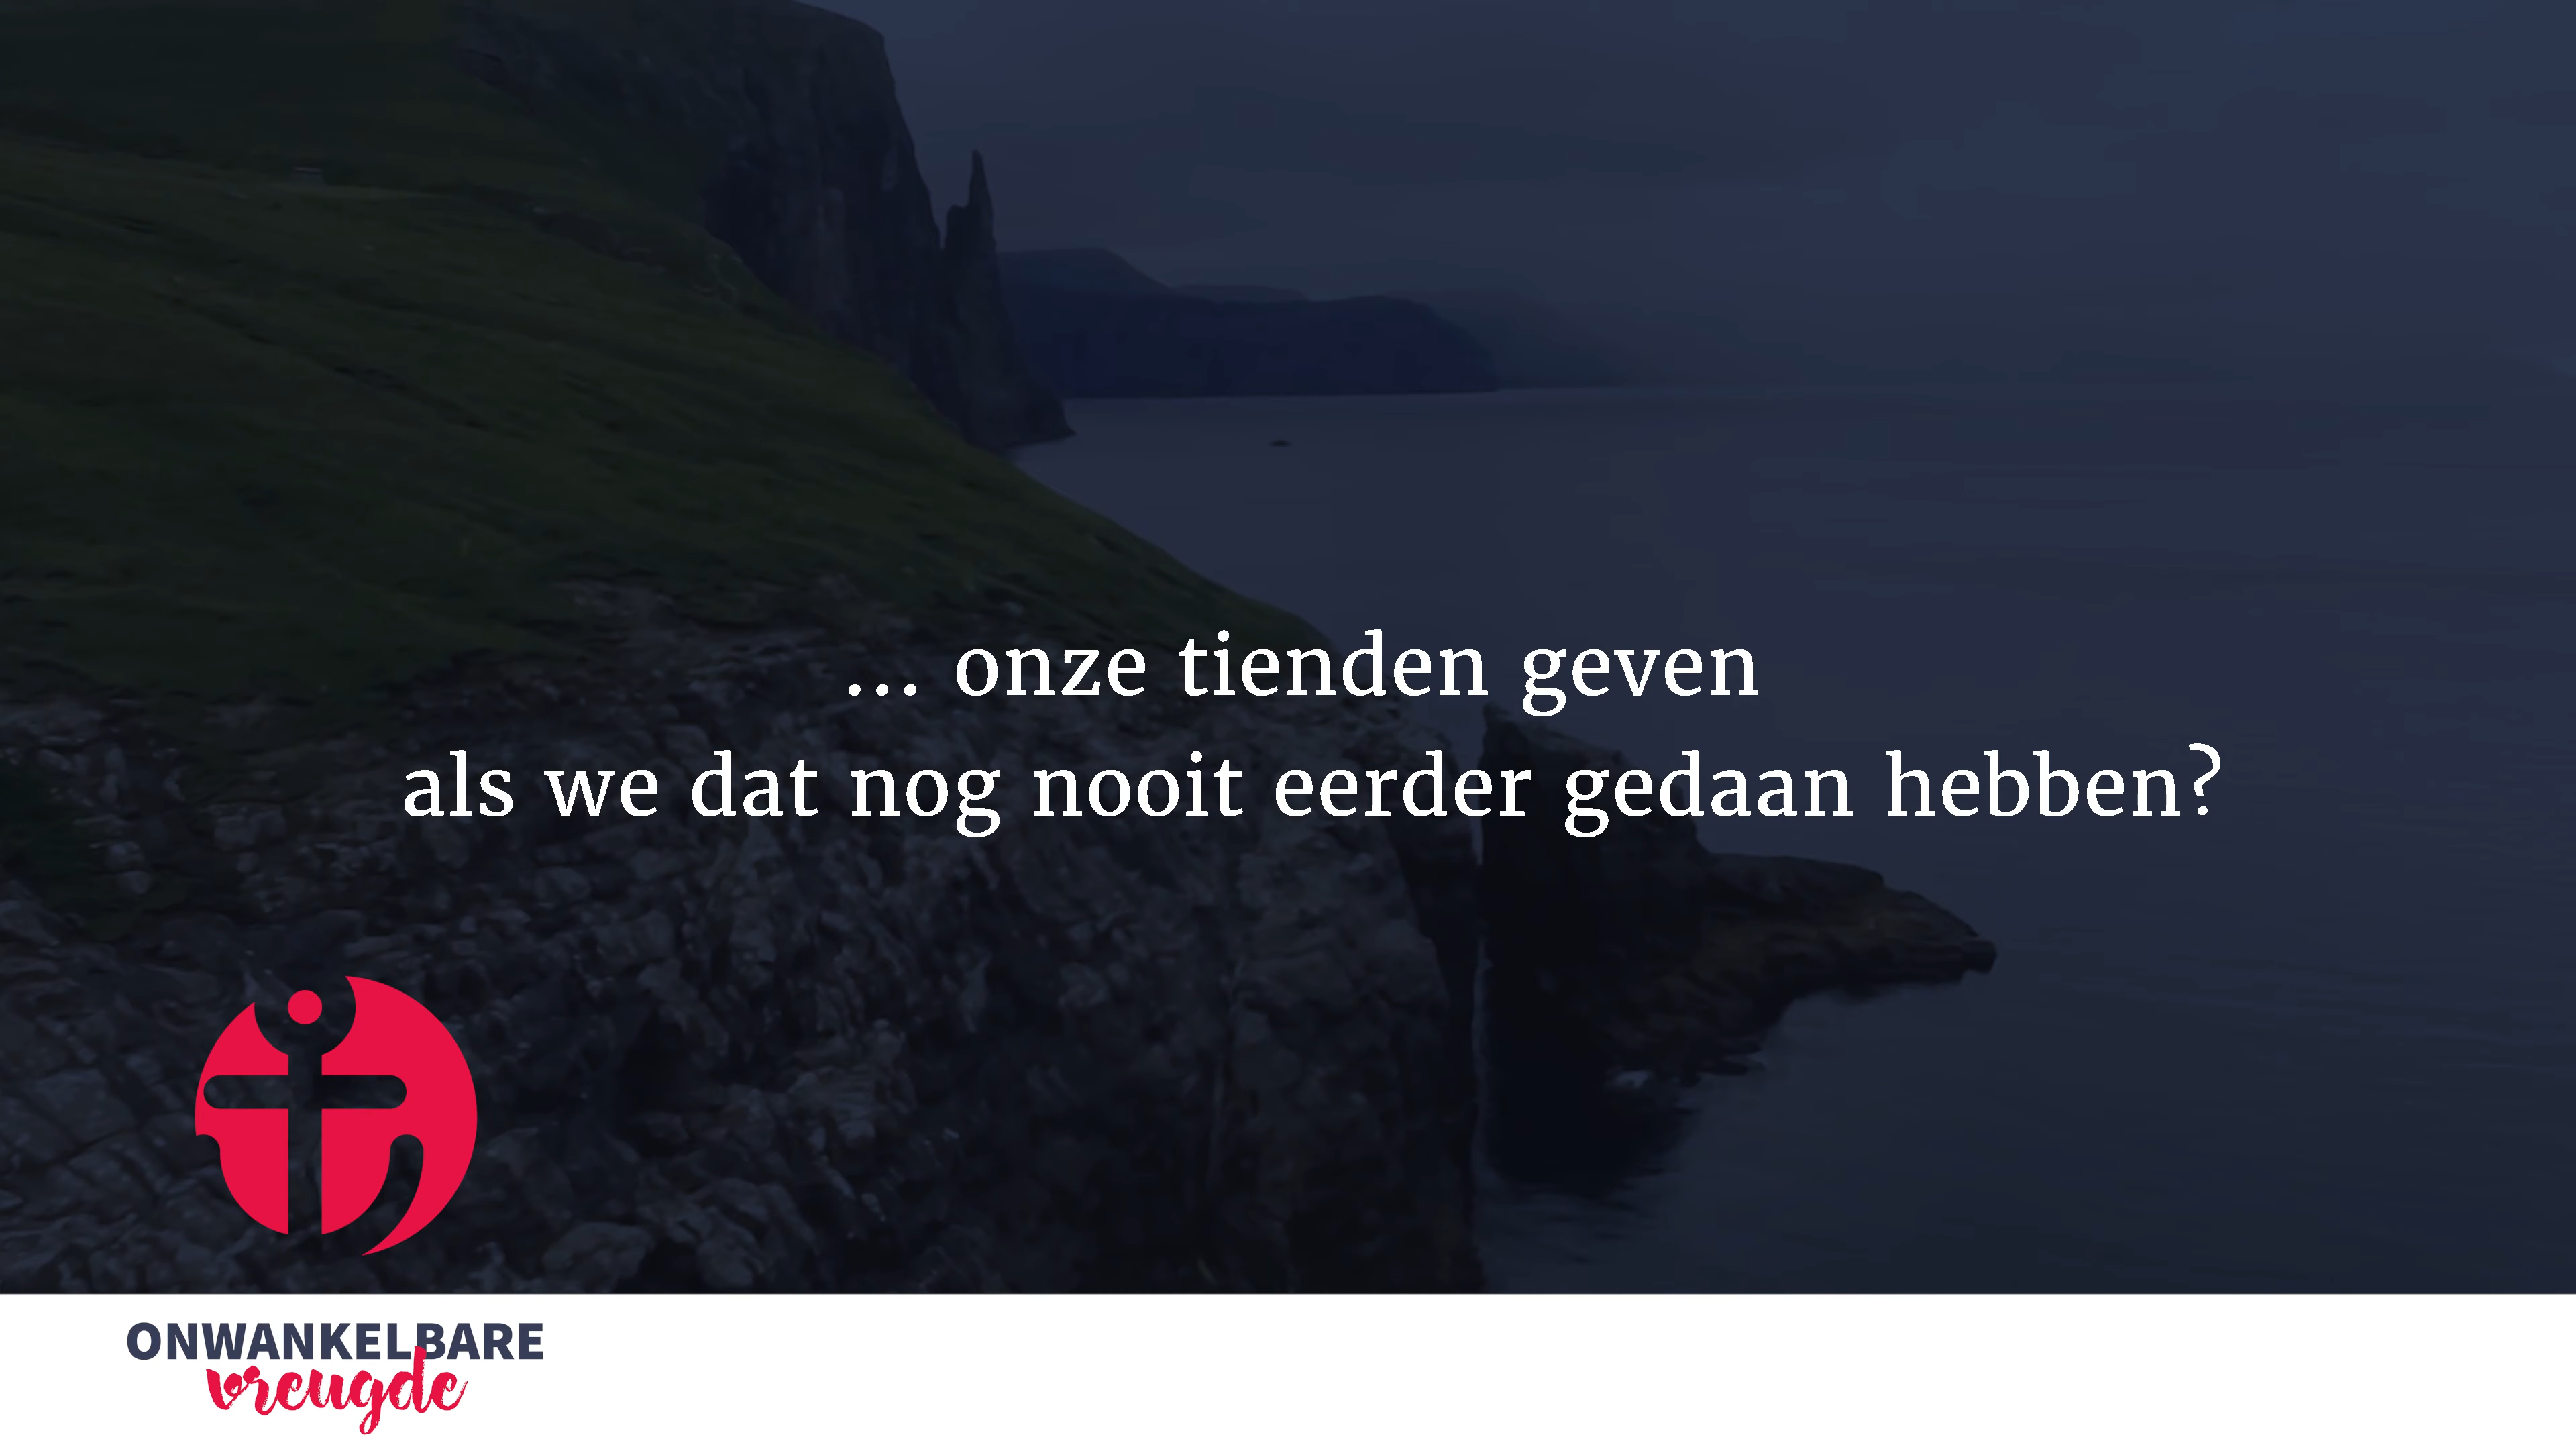 ... onze tienden geven
als we dat nog nooit eerder gedaan hebben?
ONWANKELBARE
vreugde